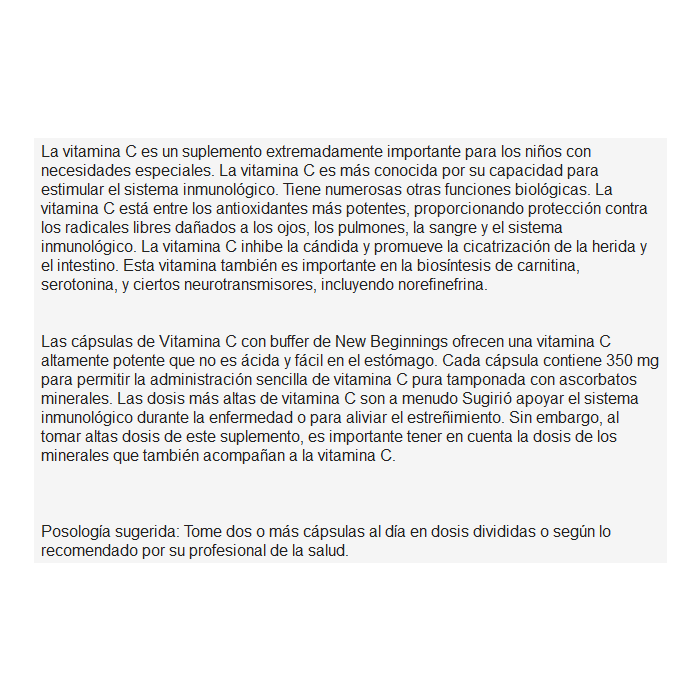 La vitamina C es un suplemento extremadamente importante para los niños con
necesidades especiales. La vitamina C es más conocida por su capacidad para
estimular el sistema inmunológico. Tiene numerosas otras funciones biológicas. La
vitamina C está entre los antioxidantes más potentes, proporcionando protección contra
los radicales libres dañados a los ojos, los pulmones, la sangre y el sistema
inmunológico. La vitamina C inhibe la cándida y promueve la cicatrización de la herida y
el intestino. Esta vitamina también es importante en la biosíntesis de carnitina,
serotonina, y ciertos neurotransmisores, incluyendo norefinefrina.
Las cápsulas de Vitamina C con buffer de New Beginnings ofrecen una vitamina C
altamente potente que no es ácida y fácil en el estómago. Cada cápsula contiene 350 mg
para permitir la administración sencilla de vitamina C pura tamponada con ascorbatos
minerales. Las dosis más altas de vitamina C son a menudo Sugirió apoyar el sistema
inmunológico durante la enfermedad o para aliviar el estreñimiento. Sin embargo, al
tomar altas dosis de este suplemento, es importante tener en cuenta la dosis de los
minerales que también acompañan a la vitamina C.
Posología sugerida: Tome dos o más cápsulas al día en dosis divididas o según lo
recomendado por su profesional de la salud.